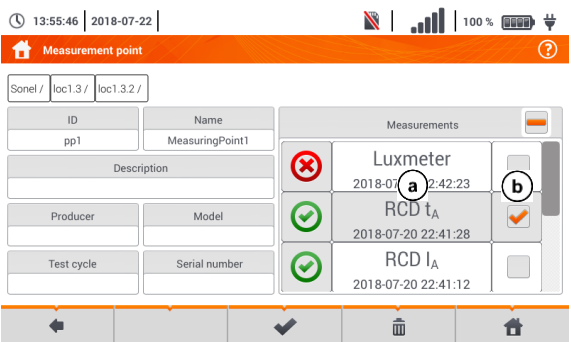 13:55:46 2018-07-22 100 %
Measurement point ?
Sonel / loc1.3 / loc1.3.2 /
ID Name Measurements
pp1 MeasuringPoint1
Luxmeter
2018-07 2:42:23
a b
Description
RCD tA
2018-07-20 22:41:28
Producer Model
RCD IA
2018-07-20 22:41:12
Test cycle Serial number